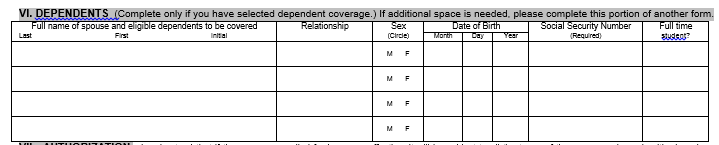 VI. DEPENDENTS (Complete only if you have selected dependent coverage.) If additional space is needed, please complete this portion of another form.
Full name of spouse and eligible dependents to be covered Relationship Sex Date of Birth Social Security Number Full time
Last First Initial (Circle) Month Day Year (Required) student?
M F
M F
M F
M F
VII. AUTHORIZATION